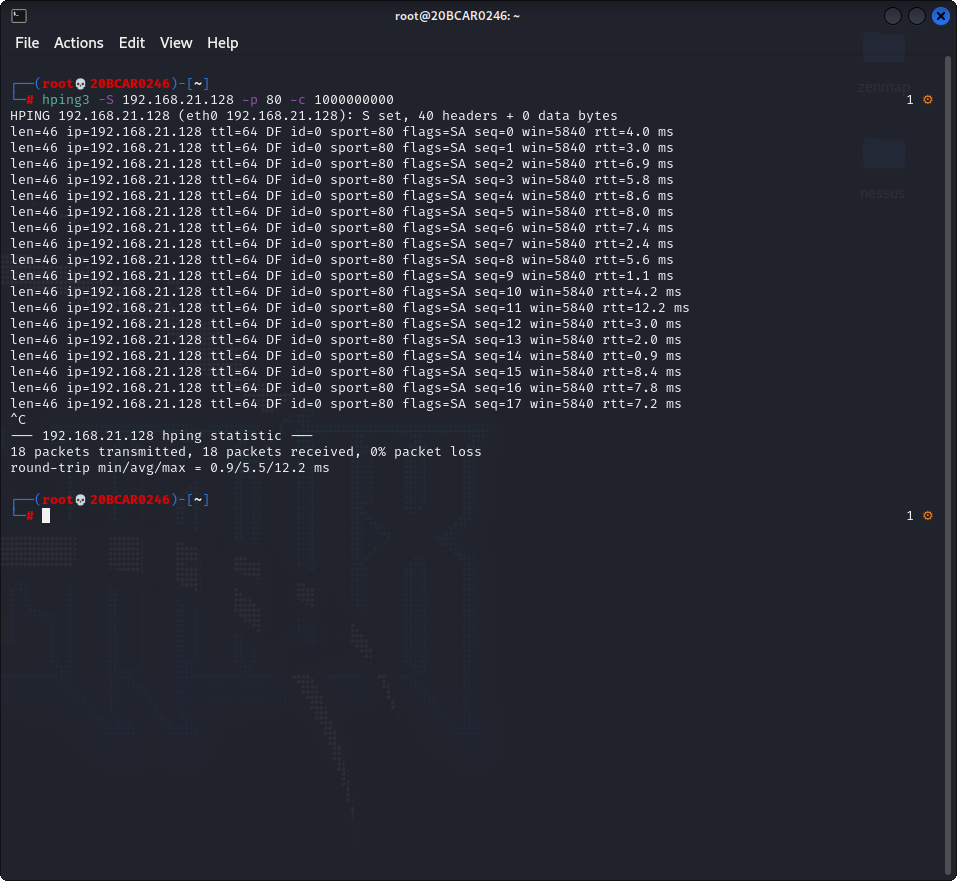 root@20BCAR0246: ~
File Actions Edit View Help
zenmap
┌──(root💀20BCAR0246)-[~]
└─# hping3 -S 192.168.21.128 -p 80 -c 1000000000 1 ⚙
HPING 192.168.21.128 (eth0 192.168.21.128): S set, 40 headers + 0 data bytes
len=46 ip=192.168.21.128 ttl=64 DF id=0 sport=80 flags=SA seq=0 win=5840 rtt=4.0 ms
len=46 ip=192.168.21.128 ttl=64 DF id=0 sport=80 flags=SA seq=1 win=5840 rtt=3.0 ms
len=46 ip=192.168.21.128 ttl=64 DF id=0 sport=80 flags=SA seq=2 win=5840 rtt=6.9 ms
len=46 ip=192.168.21.128 ttl=64 DF id=0 sport=80 flags=SA seq=3 win=5840 rtt=5.8 ms
len=46 ip=192.168.21.128 ttl=64 DF id=0 sport=80 flags=SA seq=4 win=5840 rtt=8.6 ms
len=46 ip=192.168.21.128 ttl=64 DF id=0 sport=80 flags=SA seq=5 win=5840 rtt=8.0 ms
len=46 ip=192.168.21.128 ttl=64 DF id=0 sport=80 flags=SA seq=6 win=5840 rtt=7.4 ms
len=46 ip=192.168.21.128 ttl=64 DF id=0 sport=80 flags=SA seq=7 win=5840 rtt=2.4 ms
len=46 ip=192.168.21.128 ttl=64 DF id=0 sport=80 flags=SA seq=8 win=5840 rtt=5.6 ms
len=46 ip=192.168.21.128 ttl=64 DF id=0 sport=80 flags=SA seq=9 win=5840 rtt=1.1 ms
len=46 ip=192.168.21.128 ttl=64 DF id=0 sport=80 flags=SA seq=10 win=5840 rtt=4.2 ms
len=46 ip=192.168.21.128 ttl=64 DF id=0 sport=80 flags=SA seq=11 win=5840 rtt=12.2 ms
len=46 ip=192.168.21.128 ttl=64 DF id=0 sport=80 flags=SA seq=12 win=5840 rtt=3.0 ms
len=46 ip=192.168.21.128 ttl=64 DF id=0 sport=80 flags=SA seq=13 win=5840 rtt=2.0 ms
len=46 ip=192.168.21.128 ttl=64 DF id=0 sport=80 flags=SA seq=14 win=5840 rtt=0.9 ms
len=46 ip=192.168.21.128 ttl=64 DF id=0 sport=80 flags=SA seq=15 win=5840 rtt=8.4 ms
len=46 ip=192.168.21.128 ttl=64 DF id=0 sport=80 flags=SA seq=16 win=5840 rtt=7.8 ms
len=46 ip=192.168.21.128 ttl=64 DF id=0 sport=80 flags=SA seq=17 win=5840 rtt=7.2 ms
nessus
^C
--- 192.168.21.128 hping statistic ---
18 packets transmitted, 18 packets received, 0% packet loss
round-trip min/avg/max = 0.9/5.5/12.2 ms
┌──(root💀20BCAR0246)-[~]
└─# 1 ⚙